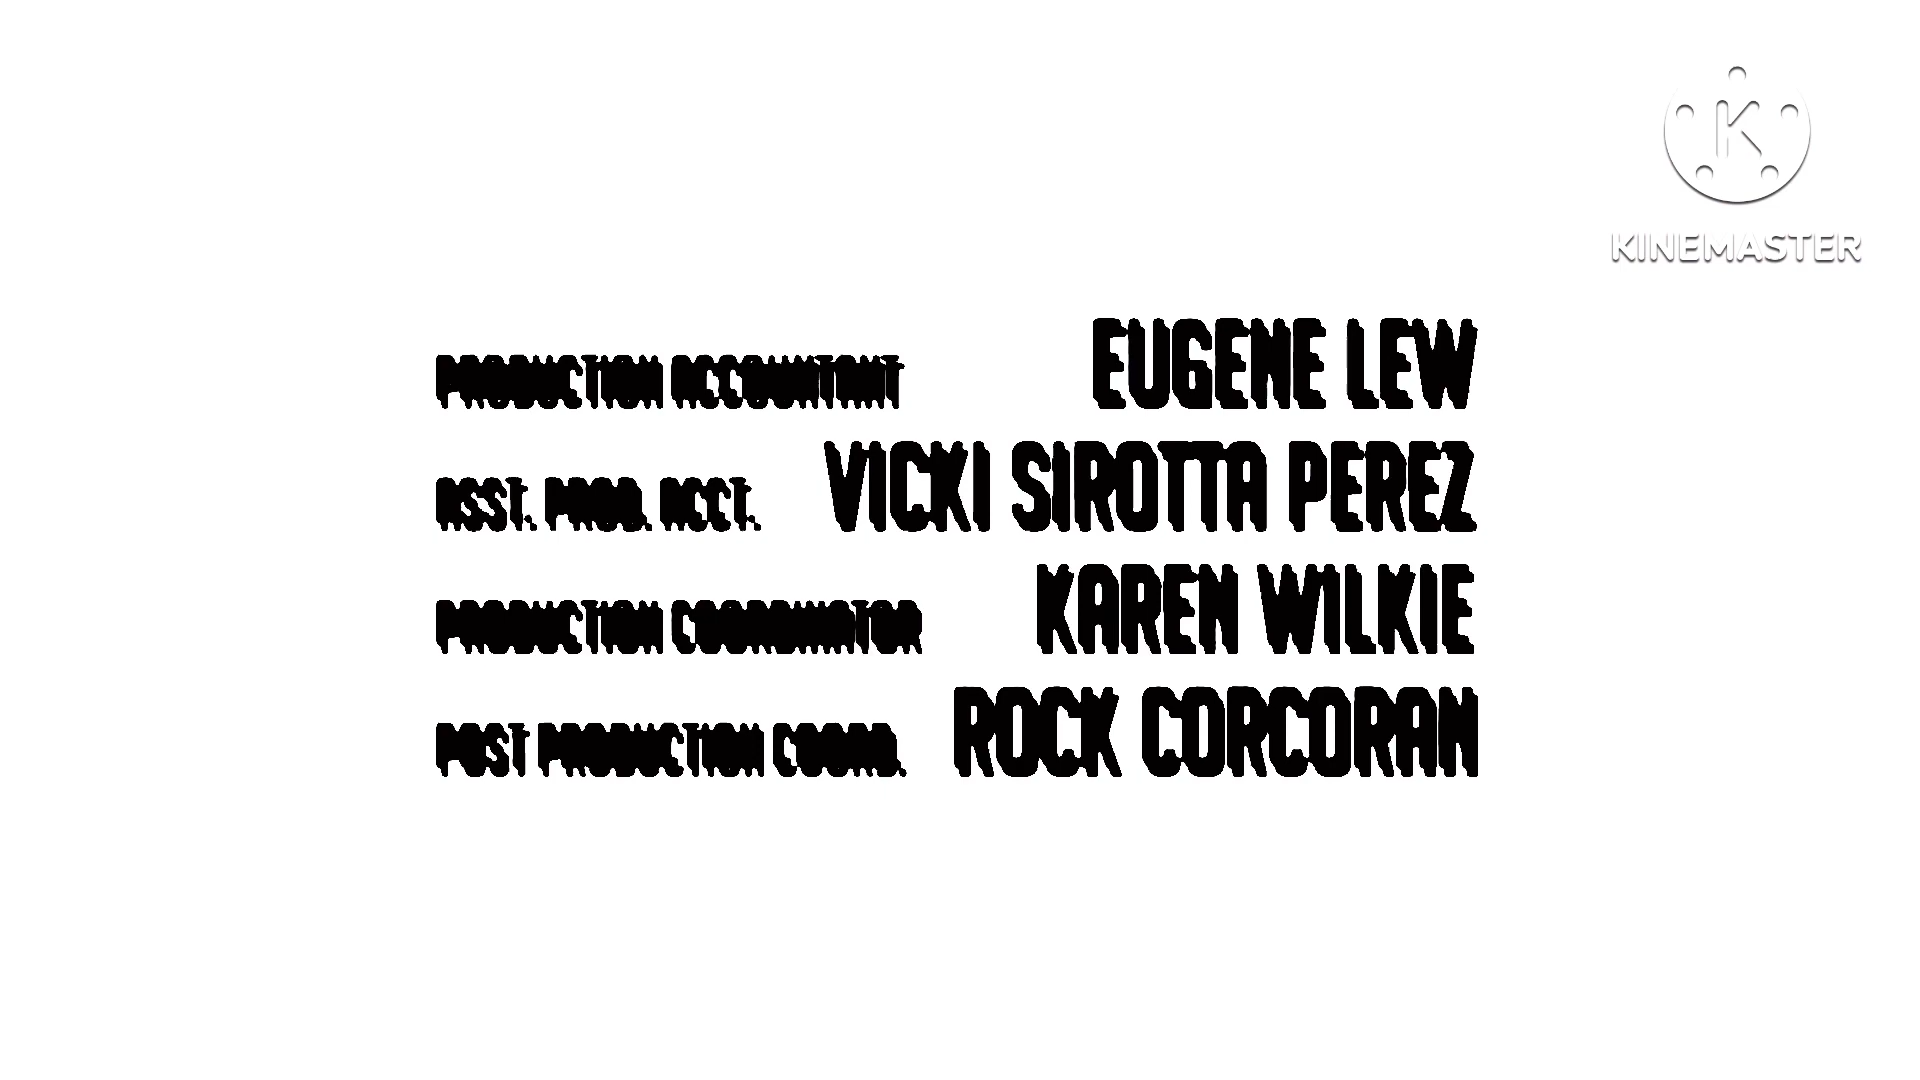 KINEMASTER
PRODUCTION ACCOUNTANT EUGENE LEW
ASST. PROD. ACCT. VICKI SIROTTA PEREZ
PRODUCTION COORDINATOR KAREN WILKIE
POST PRODUCTION COORD. ROCK CORCORAN